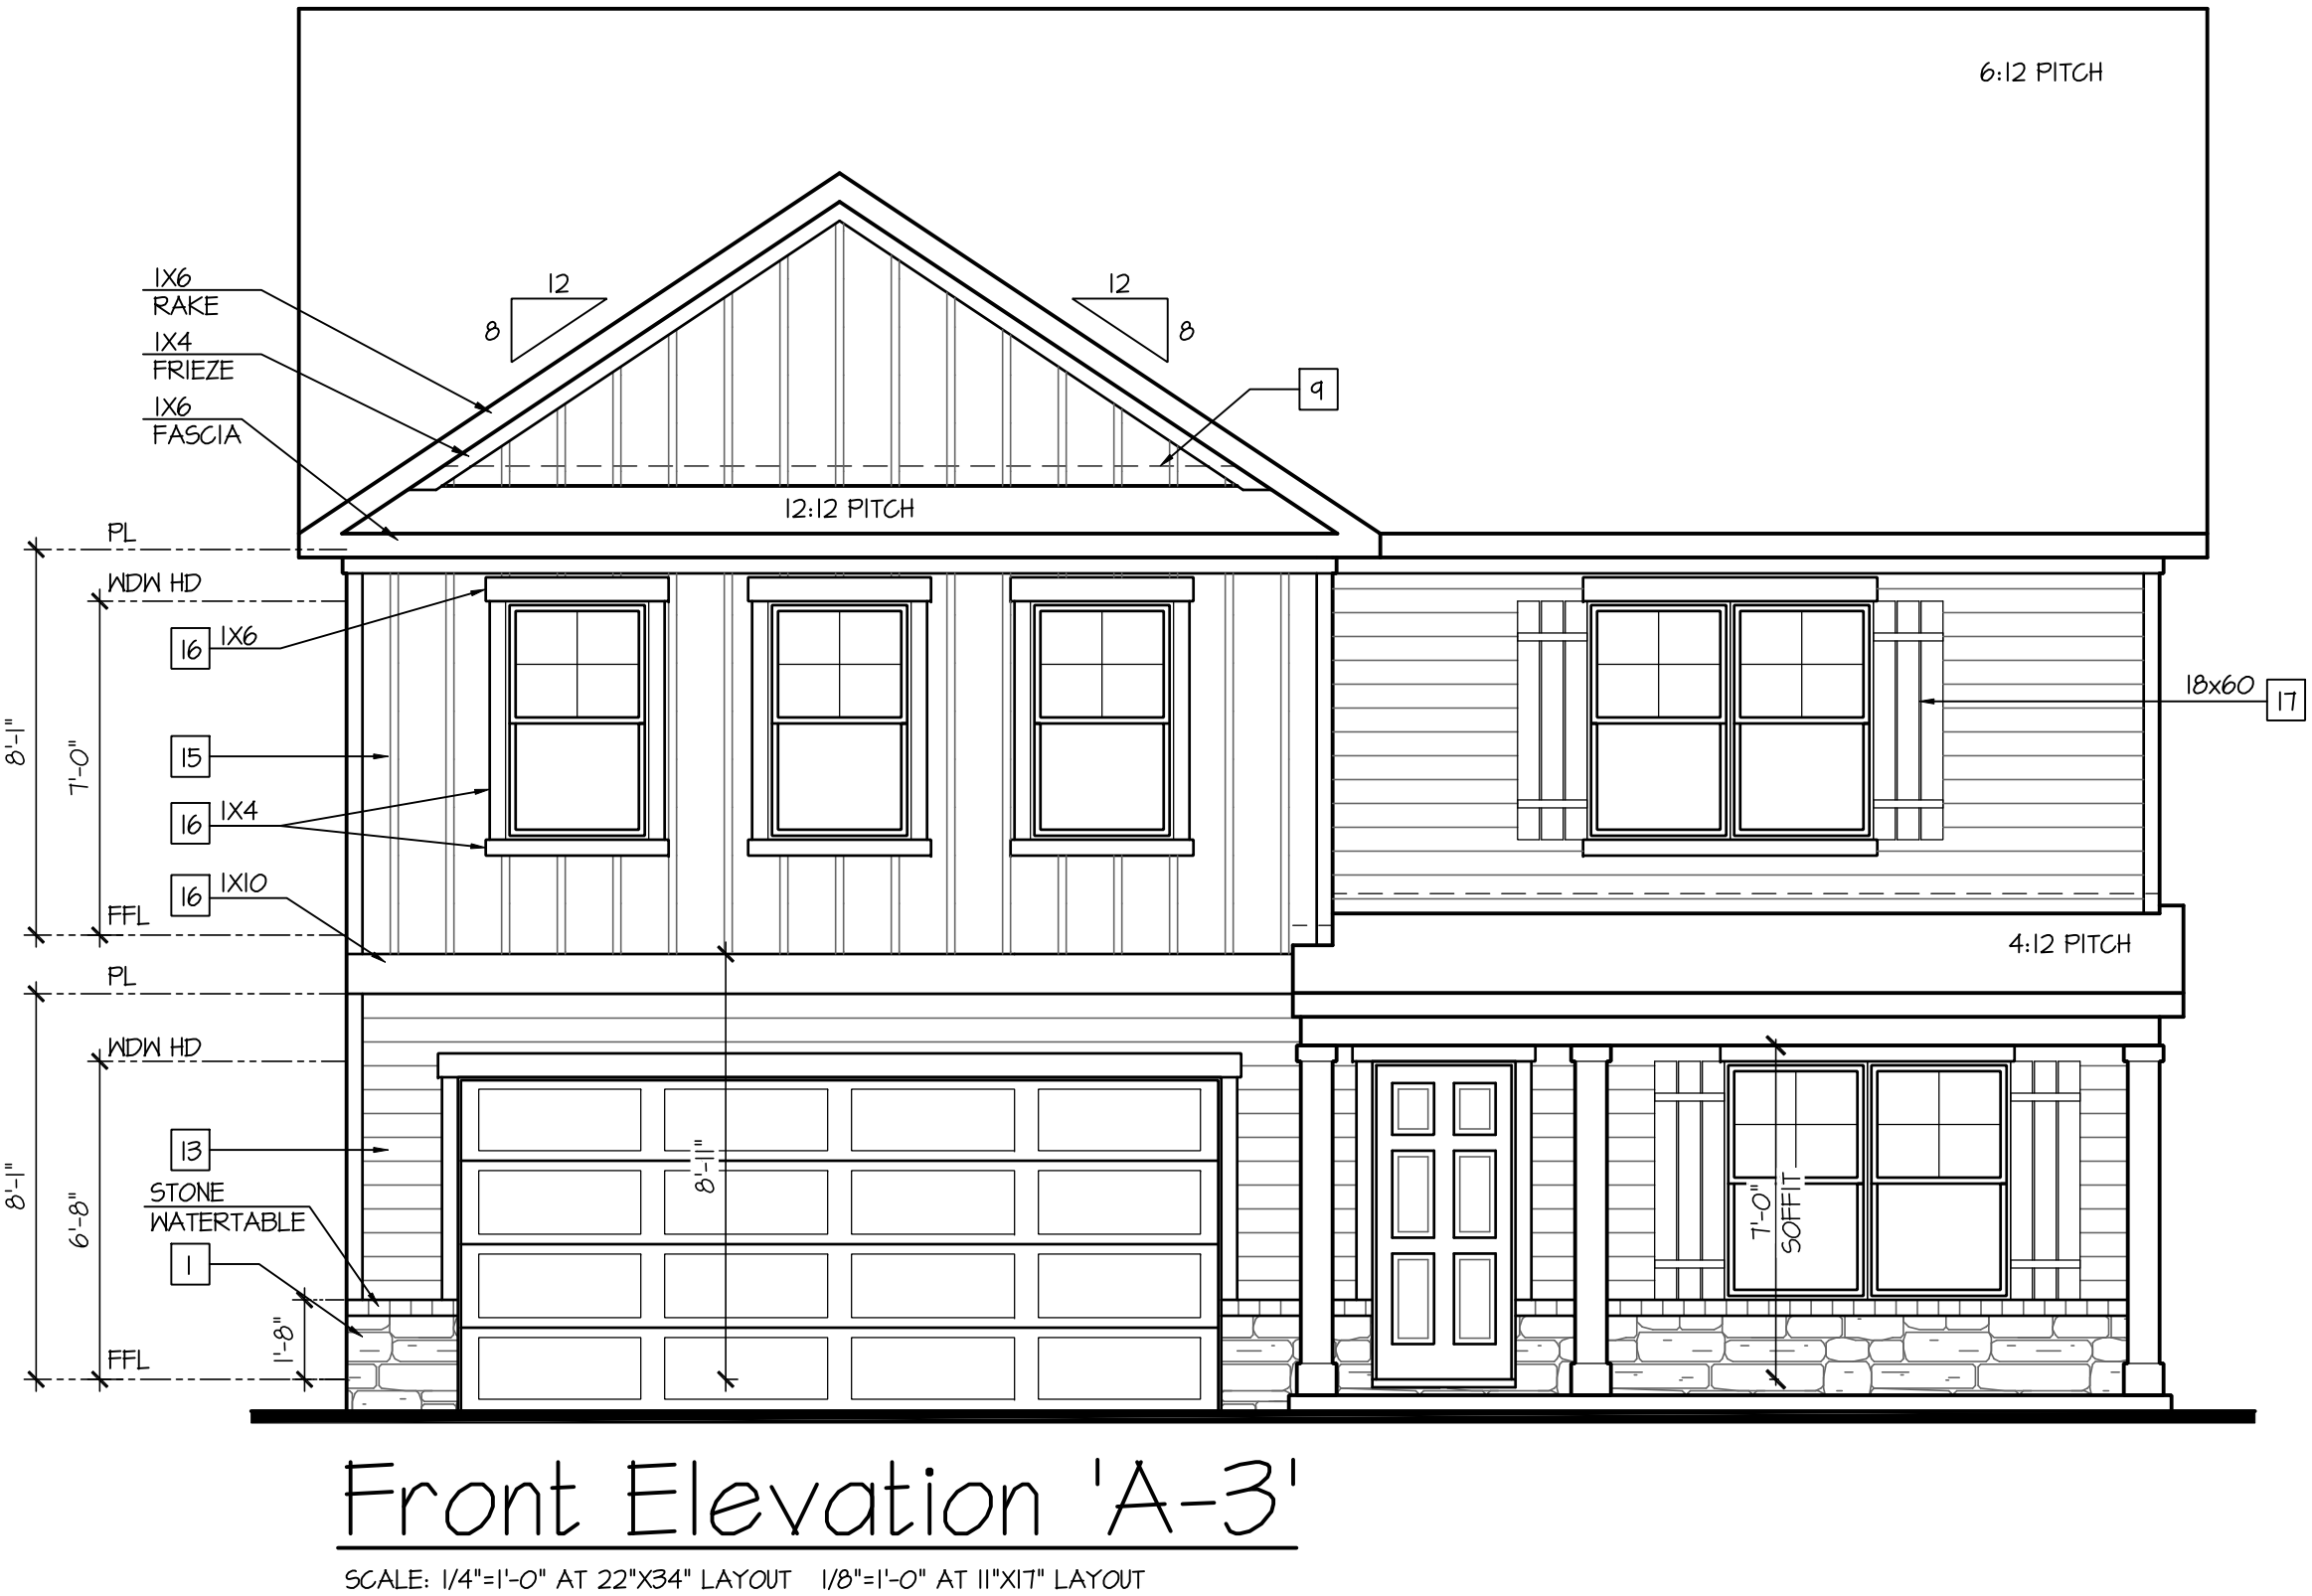 6:12 PITCH
1X6
RAKE
1X4
FRIEZE
1X6
FASCIA
12
8
12
8
9
12:12 PITCH
PL
WDW HD
16 1X6
18x60 17
8'-1"
7'-0"
15
16 1X4
16 1X10
FFL
4:12 PITCH
PL
WDW HD
13
8'-1"
6'-8"
8'-11"
7'-0"
SOFFIT
STONE
WATERTABLE
1
1'-8"
FFL
Front Elevation 'A-3'
SCALE: 1/4"=1'-0" AT 22"X34" LAYOUT 1/8"=1'-0" AT 11"X17" LAYOUT